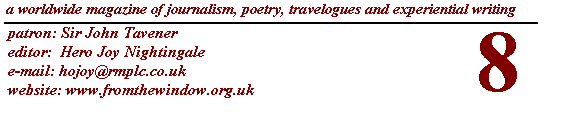 a worldwide magazine of journalism, poetry, travelogues and experiential writing
patron: Sir John Tavener
editor: Hero Joy Nightingale
e-mail: hojoy@rmplc.co.uk
website: www.fromthewindow.org.uk
8